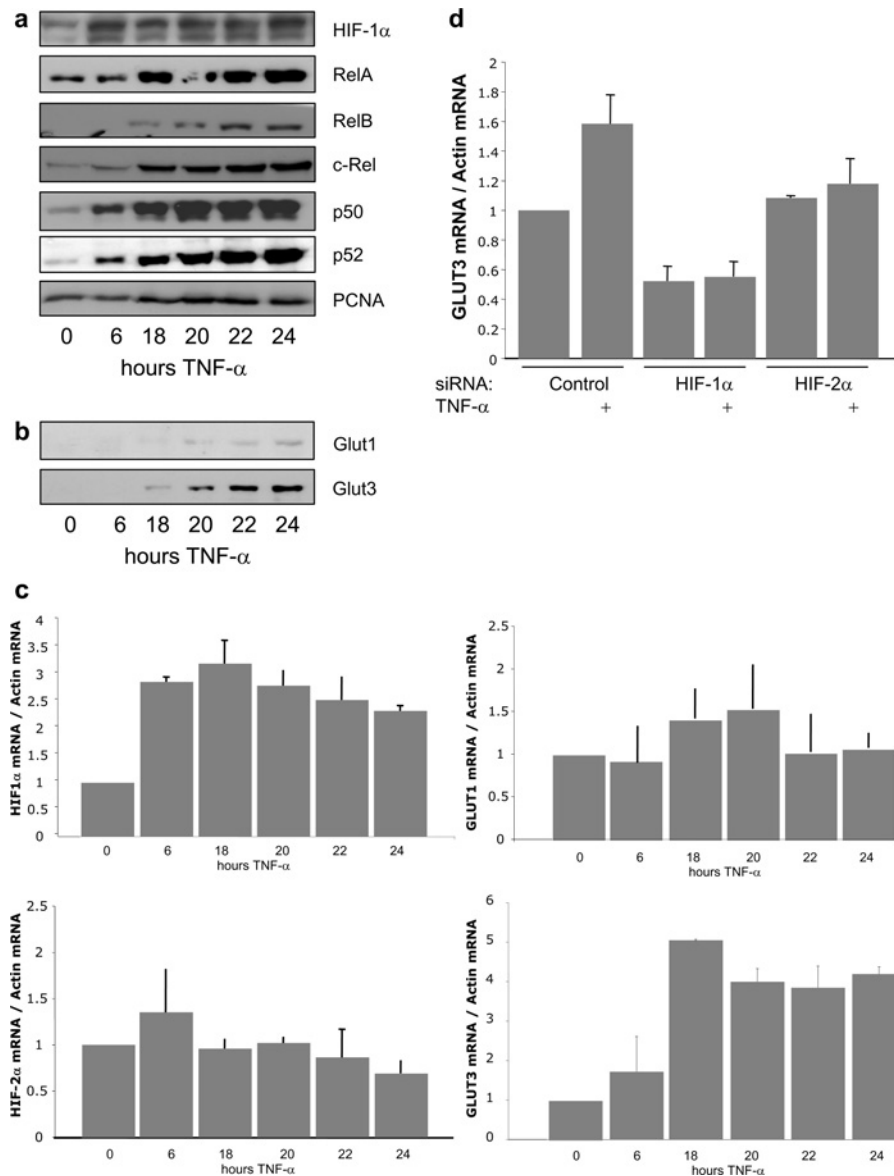 a
HIF-1α
RelA
RelB
c-Rel
p50
p52
PCNA
0 6 18 20 22 24
hours TNF-α
b
Glut1
Glut3
0 6 18 20 22 24
hours TNF-α
c
HIF1α mRNA / Actin mRNA
4
3.5
3
2.5
2
1
0.5
0
0 6 18 20 22 24
hours TNF-α
GLUT1 mRNA / Actin mRNA
2.5
2
1.5
1
0.5
0
0 6 18 20 22 24
hours TNF-α
HIF-2α mRNA / Actin mRNA
2.5
2
1.5
1
0.5
0
0 6 18 20 22 24
hours TNF-α
GLUT3 mRNA / Actin mRNA
6
5
4
3
2
1
0
0 6 18 20 22 24
hours TNF-α
d
GLUT3 mRNA / Actin mRNA
2
1.8
1.6
1.4
1.2
1
0.8
0.6
0.4
0.2
0
siRNA: Control HIF-1α HIF-2α
TNF-α + + +